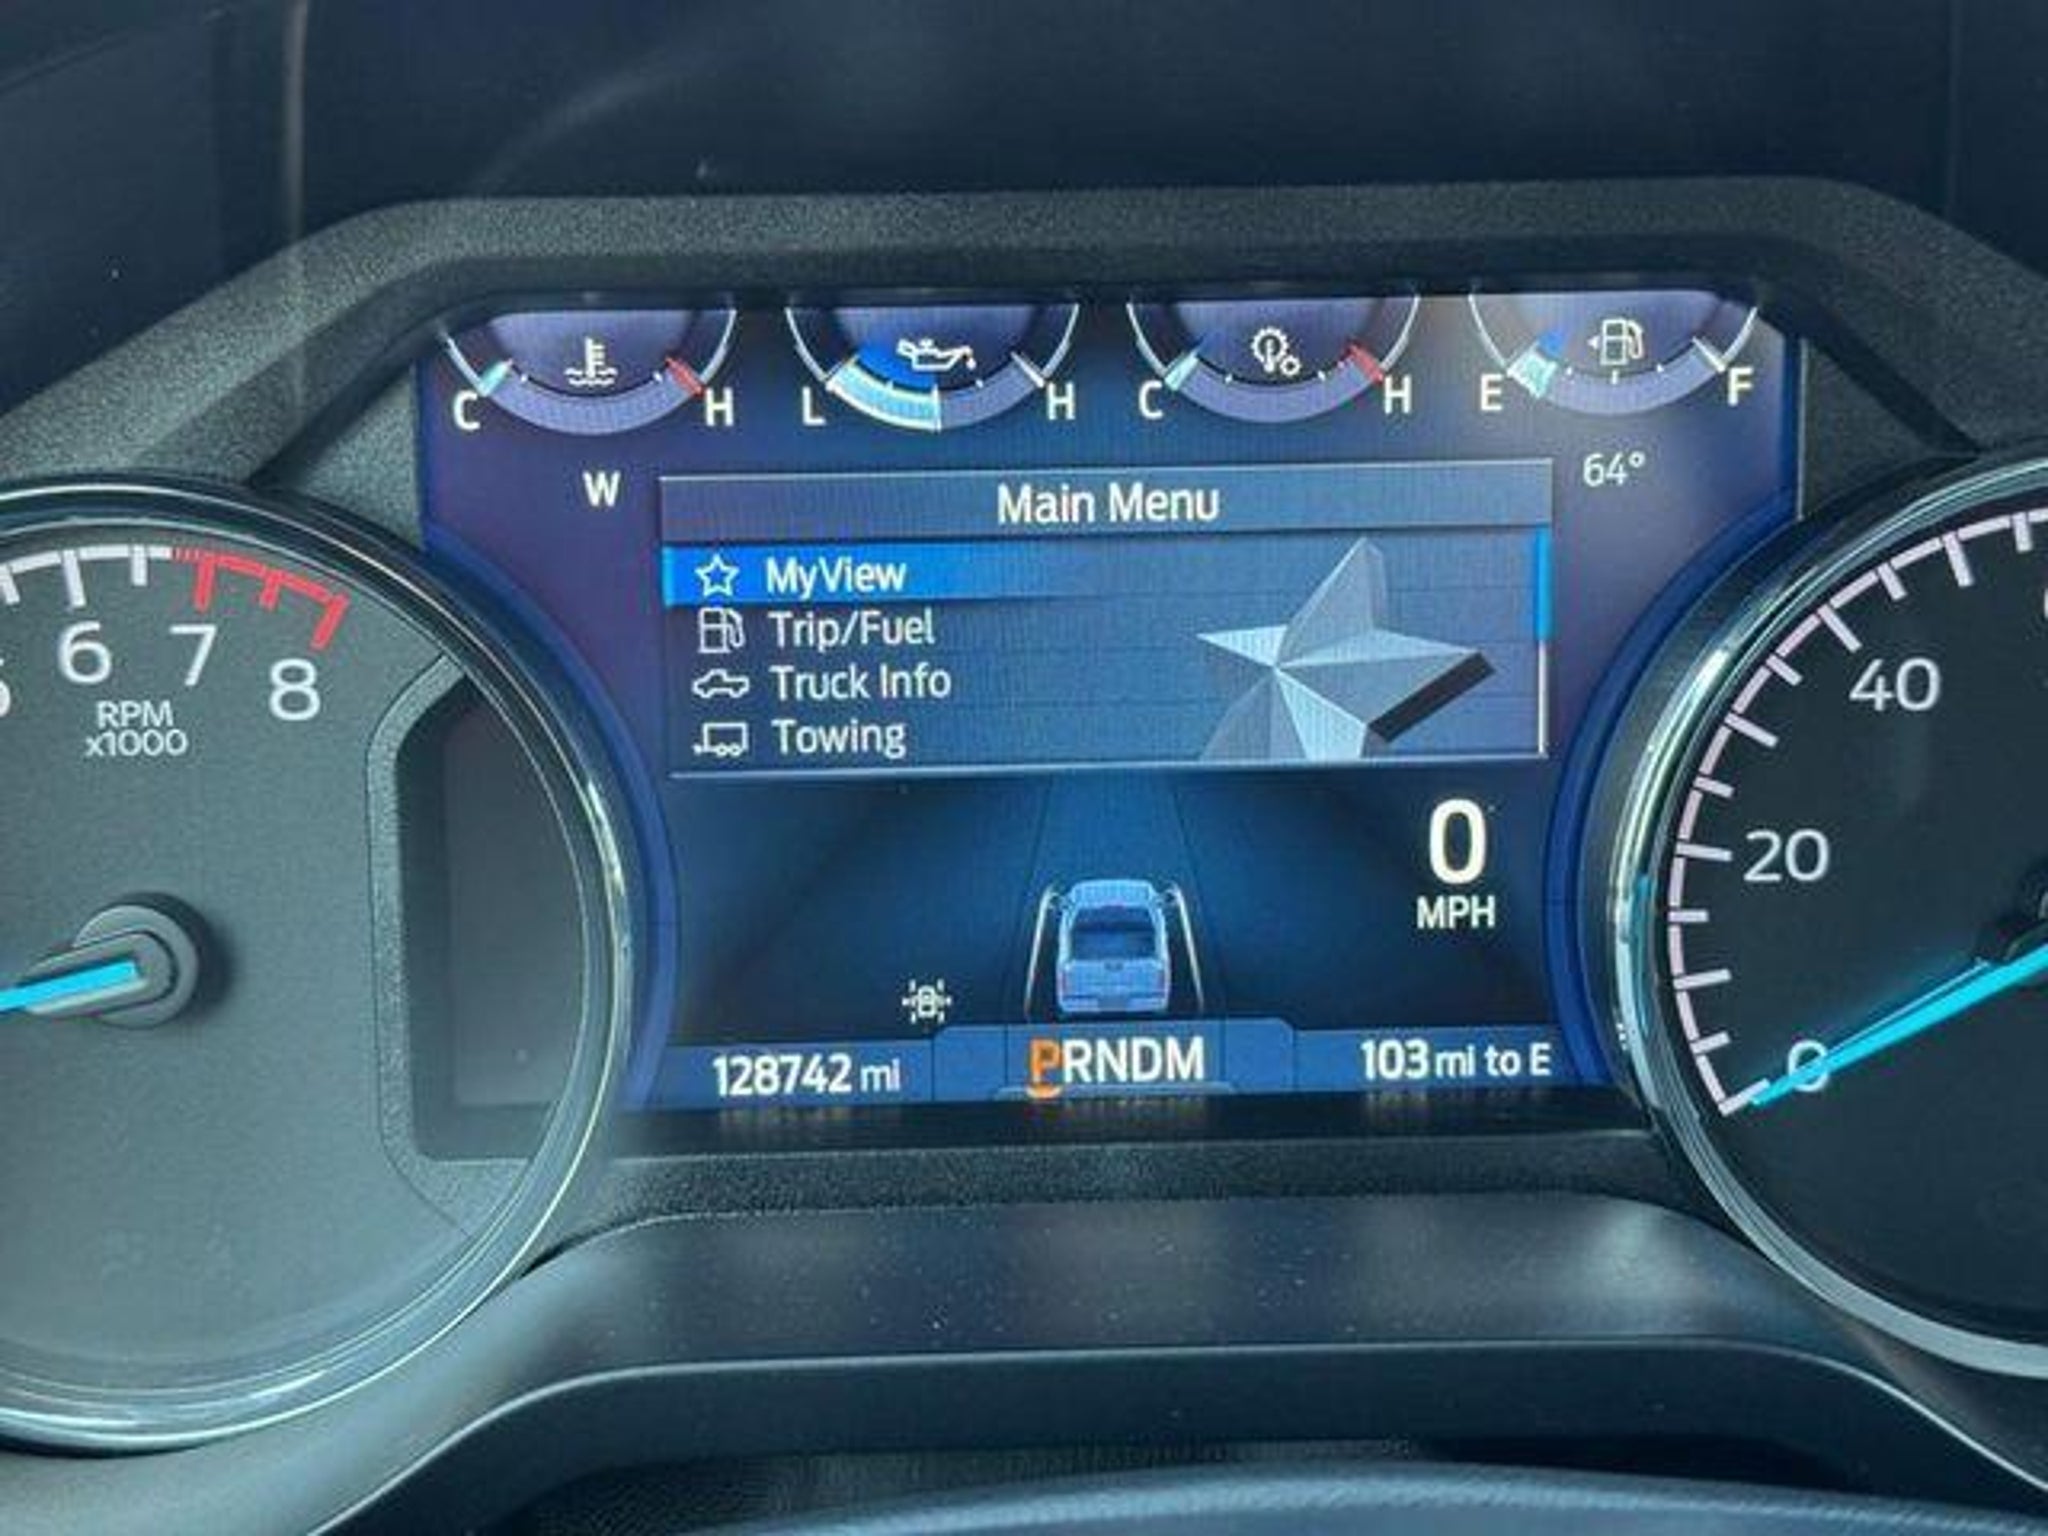 C H L H C H E F
W
64°
Main Menu
MyView
Trip/Fuel
Truck Info
Towing
6 7 8
RPM
x1000
40
20
0
0
MPH
128742 mi
PRNDM
103 mi to E